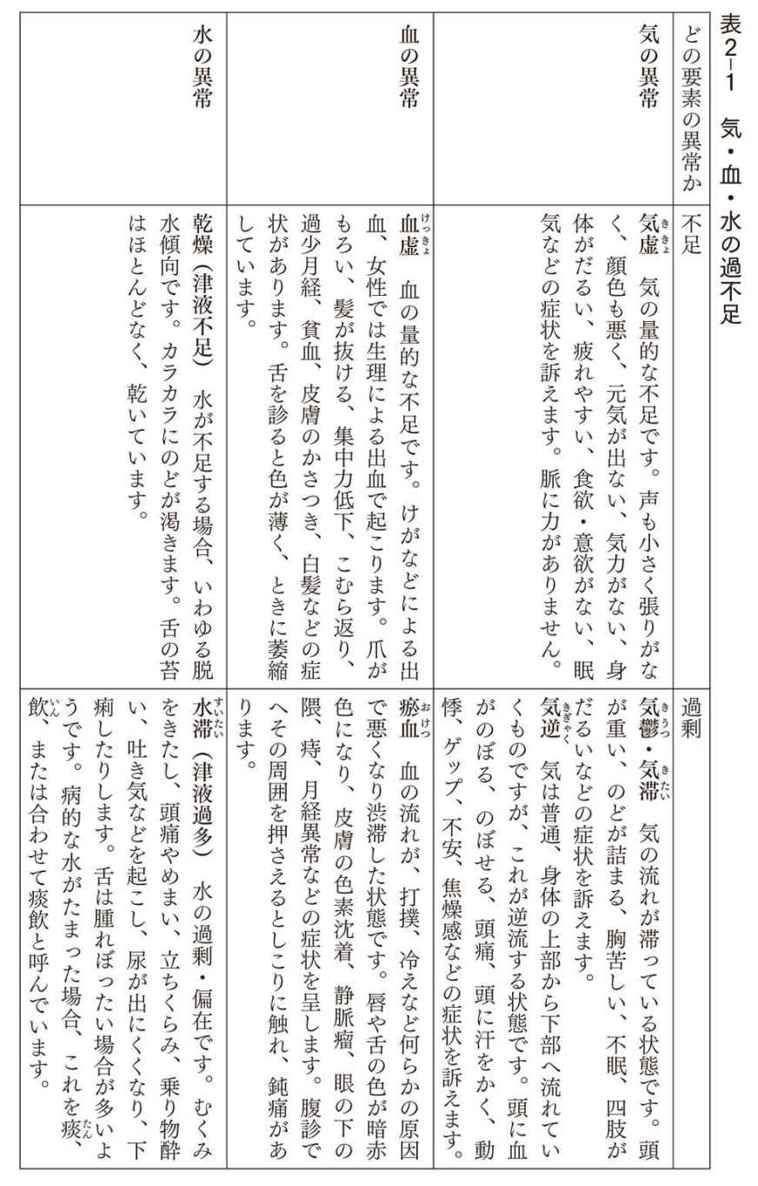 表2-1 気・血・水の過不足
どの要素の異常か
不足
過剰
気の異常
気虚 気の量的な不足です。声も小さく張りがな
く、顔色も悪く、元気が出ない、気力がない、身
体がだるい、疲れやすい、食欲・意欲がない、眠
気などの症状を訴えます。脈に力がありません。
気鬱・気滞 気の流れが滞っている状態です。頭
が重い、のどが詰まる、胸苦しい、不眠、四肢が
だるいなどの症状を訴えます。
気逆 気は普通、身体の上部から下部へ流れてい
くものですが、これが逆流する状態です。頭に血
がのぼる、のぼせる、頭痛、頭に汗をかく、動
悸、ゲップ、不安、焦燥感などの症状を訴えます。
血の異常
血虚 血の量的な不足です。けがなどによる出
血、女性では生理による出血で起こります。爪が
もろい、髪が抜ける、集中力低下、こむら返り、
過少月経、貧血、皮膚のかさつき、白髪などの症
状があります。舌を診ると色が薄く、ときに萎縮
しています。
瘀血 血の流れが、打撲、冷えなど何らかの原因
で悪くなり渋滞した状態です。唇や舌の色が暗赤
色になり、皮膚の色素沈着、静脈瘤、眼の下の
隈、痔、月経異常などの症状を呈します。腹診で
へその周囲を押さえるとしこりに触れ、鈍痛があ
ります。
水の異常
乾燥（津液不足） 水が不足する場合、いわゆる脱
水傾向です。カラカラにのどが渇きます。舌の苔
はほとんどなく、乾いています。
水滞（津液過多） 水の過剰・偏在です。むくみ
をきたし、頭痛やめまい、立ちくらみ、乗り物酔
い、吐き気などを起こし、尿が出にくくなり、下
痢したりします。舌は腫れぼったい場合が多いよ
うです。病的な水がたまった場合、これを痰、
飲、または合わせて痰飲と呼んでいます。